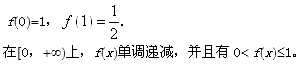 f(0)=1, f(1)=1/2.
在[0, +∞)上，f(x)单调递减，并且有 0< f(x)≤1。